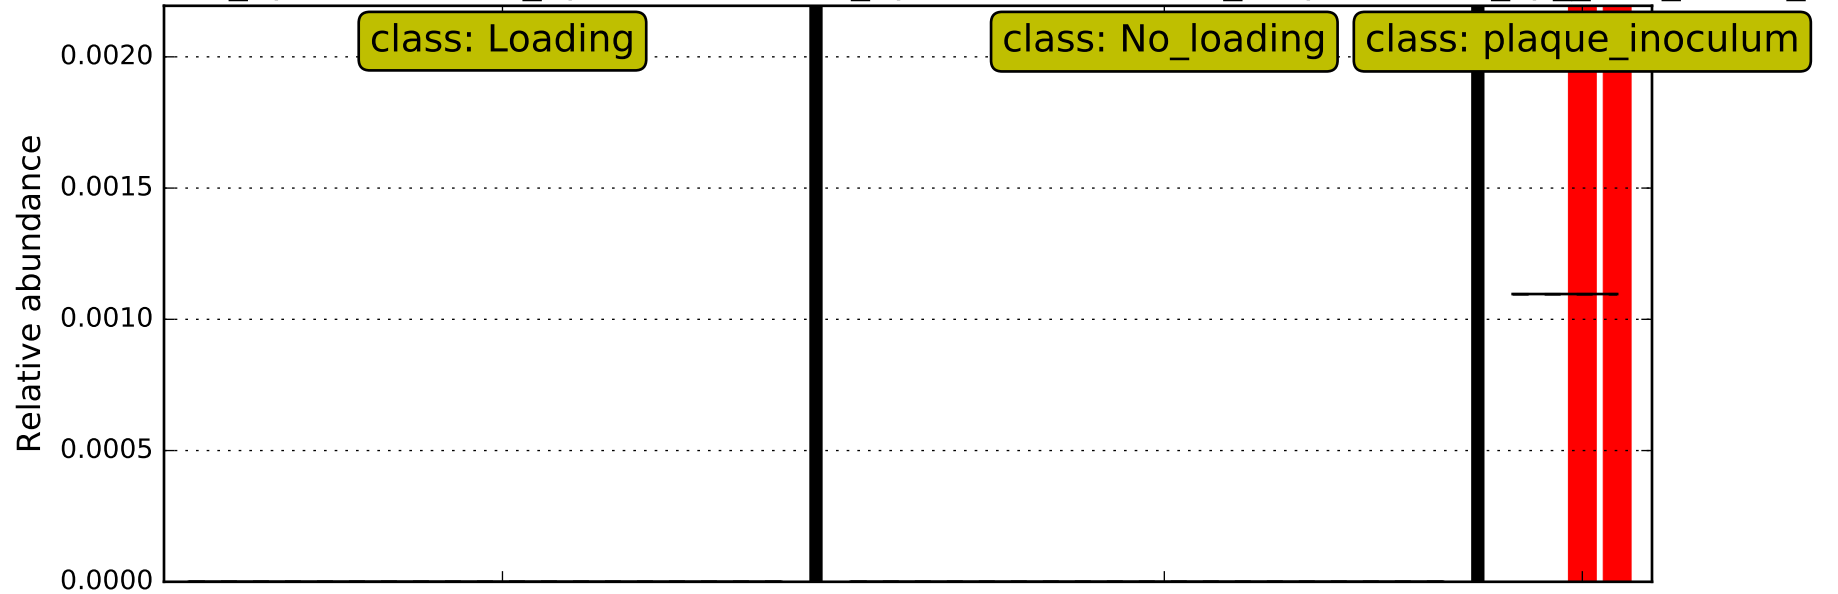 class: Loading
class: No_loading
class: plaque_inoculum
0.0020
0.0015
0.0010
0.0005
0.0000
Relative abundance